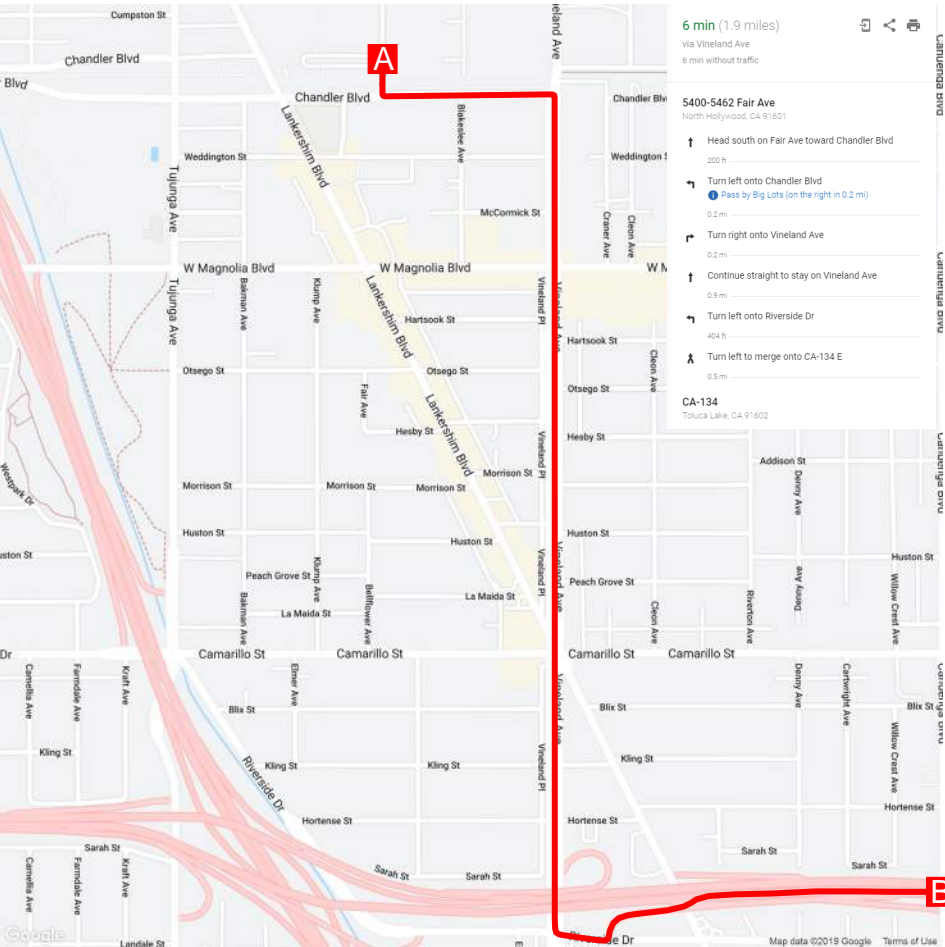 Cumpston St
Vineland Ave
Cahuenga Blvd
A
Chandler Blvd
Blvd
Chandler Blvd
Chandler Blv
Lankershim Blvd
Blakeslee Ave
Weddington St
Weddington S
Tujunga Ave
McCormick St
Craner Ave
Cleon Ave
W Magnolia Blvd
W Magnolia Blvd
W M
Cahuenga Blvd
Tujunga Ave
Bakman Ave
Klump Ave
Lankershim Blvd
Vineland Pl
Vineland Ave
Hartsook St
Hartsook St
Otsego St
Otsego St
Cleon Ave
Fair Ave
Otsego St
Lankershim Blvd
Hesby St
Hesby St
Vineland Pl
Cahuenga Blvd
Addison St
Westpark Dr
Morrison St
Morrison St
Morrison St
Morrison St
Denny Ave
Huston St
Huston St
Huston St
uston St
Huston St
Vineland Pl
Vineland Ave
Peach Grove St
Klump Ave
Peach Grove St
Denny Ave
Willow Crest Ave
Bakman Ave
La Maida St
Bellflower Ave
La Maida St
Cleon Ave
Riverton Ave
Dr
Camarillo St
Camarillo St
Camarillo St
Camarillo St
Camellia Ave
Farmdale Ave
Kraft Ave
Elmer Ave
Vineland Ave
Denny Ave
Cartwright Ave
Cahuenga Blvd
Blix St
Blix St
Blix St
Kling St
Kling St
Kling St
Vineland Pl
Kling St
Willow Crest Ave
Riverside Dr
Hortense St
Hortense St
Hortense St
Sarah St
Sarah St
Sarah St
Sarah St
Sarah St
Camellia Ave
Farmdale Ave
Kraft Ave
B
Google
Landale St
E
Riverside Dr
Map data ©2019 Google
Terms of Use
6 min (1.9 miles)
via Vineland Ave
6 min without traffic
5400-5462 Fair Ave
North Hollywood, CA 91601
Head south on Fair Ave toward Chandler Blvd
200 ft
Turn left onto Chandler Blvd
Pass by Big Lots (on the right in 0.2 mi)
0.2 mi
Turn right onto Vineland Ave
0.2 mi
Continue straight to stay on Vineland Ave
0.9 mi
Turn left onto Riverside Dr
404 ft
Turn left to merge onto CA-134 E
0.5 mi
CA-134
Toluca Lake, CA 91602